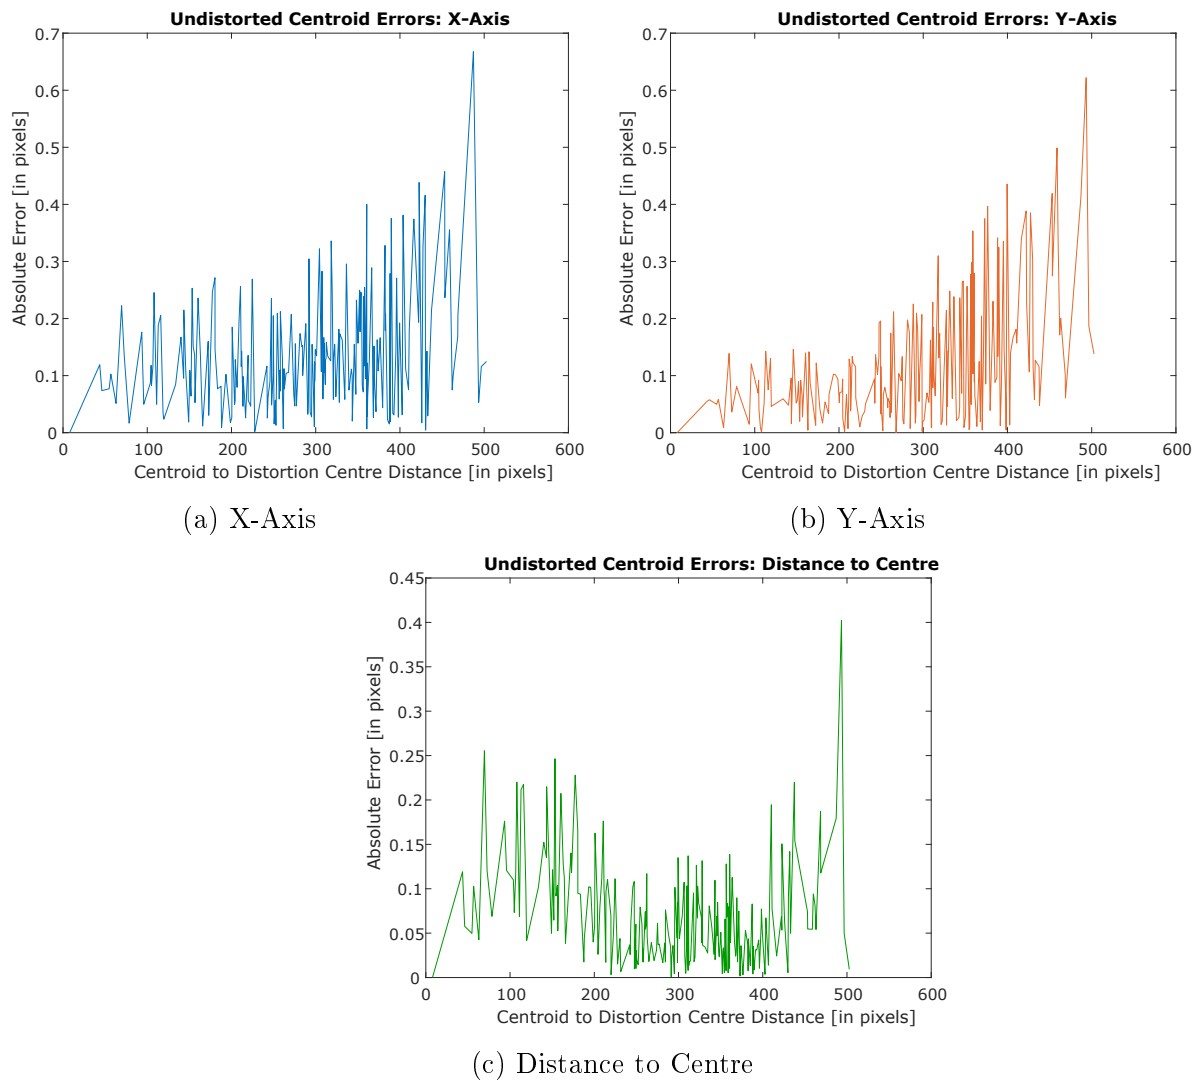 Undistorted Centroid Errors: X-Axis
Absolute Error [in pixels]
0.7
0.6
0.5
0.4
0.3
0.2
0.1
0
0 100 200 300 400 500 600
Centroid to Distortion Centre Distance [in pixels]
(a) X-Axis
Undistorted Centroid Errors: Y-Axis
Absolute Error [in pixels]
0.7
0.6
0.5
0.4
0.3
0.2
0.1
0
0 100 200 300 400 500 600
Centroid to Distortion Centre Distance [in pixels]
(b) Y-Axis
Undistorted Centroid Errors: Distance to Centre
Absolute Error [in pixels]
0.45
0.4
0.35
0.3
0.25
0.2
0.15
0.1
0.05
0
0 100 200 300 400 500 600
Centroid to Distortion Centre Distance [in pixels]
(c) Distance to Centre